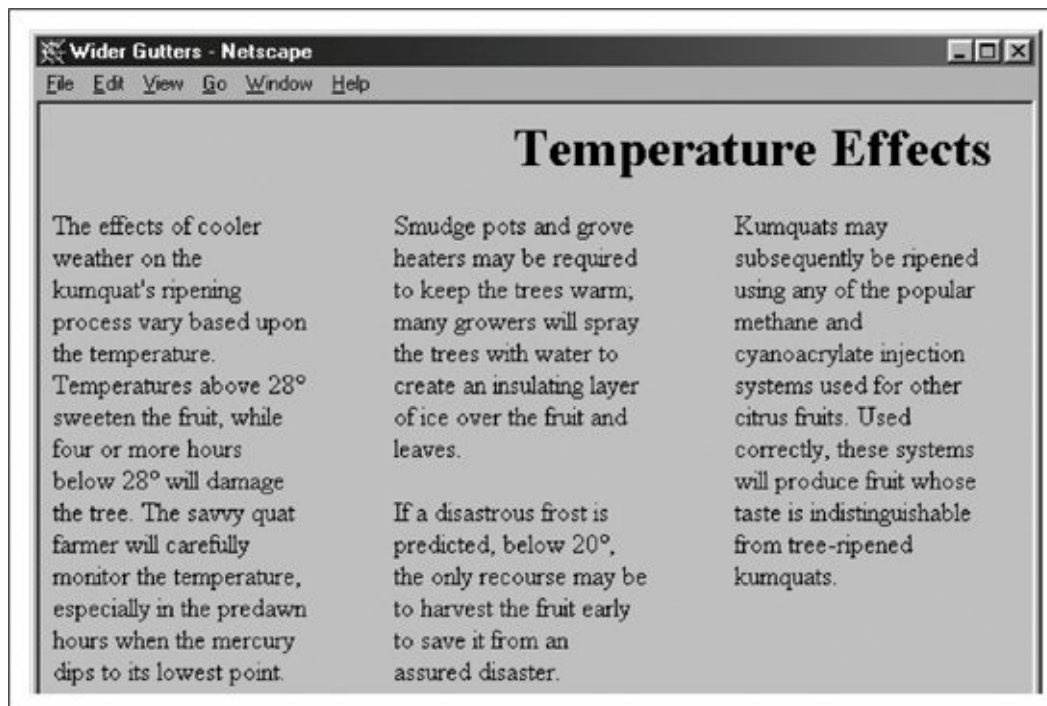 Wider Gutters - Netscape
File Edit View Go Window Help
Temperature Effects
The effects of cooler
weather on the
kumquat's ripening
process vary based upon
the temperature.
Temperatures above 28°
sweeten the fruit, while
four or more hours
below 28° will damage
the tree. The savvy quat
farmer will carefully
monitor the temperature,
especially in the predawn
hours when the mercury
dips to its lowest point.
Smudge pots and grove
heaters may be required
to keep the trees warm;
many growers will spray
the trees with water to
create an insulating layer
of ice over the fruit and
leaves.
If a disastrous frost is
predicted, below 20°,
the only recourse may be
to harvest the fruit early
to save it from an
assured disaster.
Kumquats may
subsequently be ripened
using any of the popular
methane and
cyanoacrylate injection
systems used for other
citrus fruits. Used
correctly, these systems
will produce fruit whose
taste is indistinguishable
from tree-ripened
kumquats.